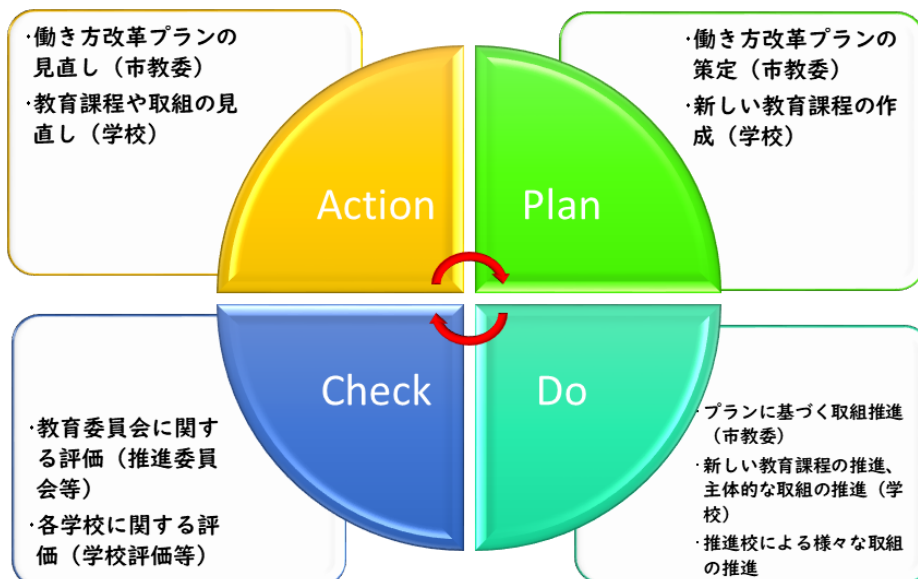 ・働き方改革プランの
見直し（市教委）
・教育課程や取組の見
直し（学校）
Action
・働き方改革プランの
策定（市教委）
・新しい教育課程の作
成（学校）
Plan
・教育委員会に関す
る評価（推進委員
会等）
・各学校に関する評
価（学校評価等）
Check
・プランに基づく取組推進
（市教委）
・新しい教育課程の推進、
主体的な取組の推進（学
校）
・推進校による様々な取組
の推進
Do